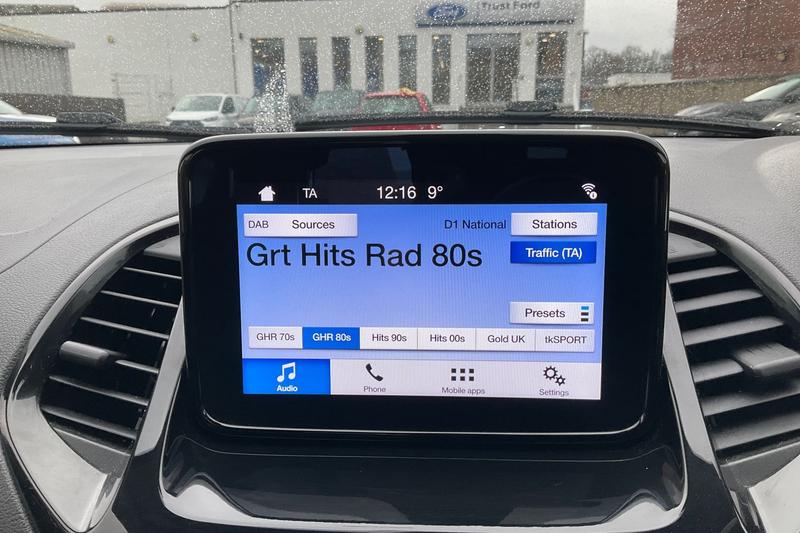 Ford
Trust Ford
TA 12:16 9°
DAB Sources D1 National Stations
Grt Hits Rad 80s
Traffic (TA)
Presets
GHR 70s GHR 80s Hits 90s Hits 00s Gold UK tkSPORT
Audio Phone Mobile apps Settings